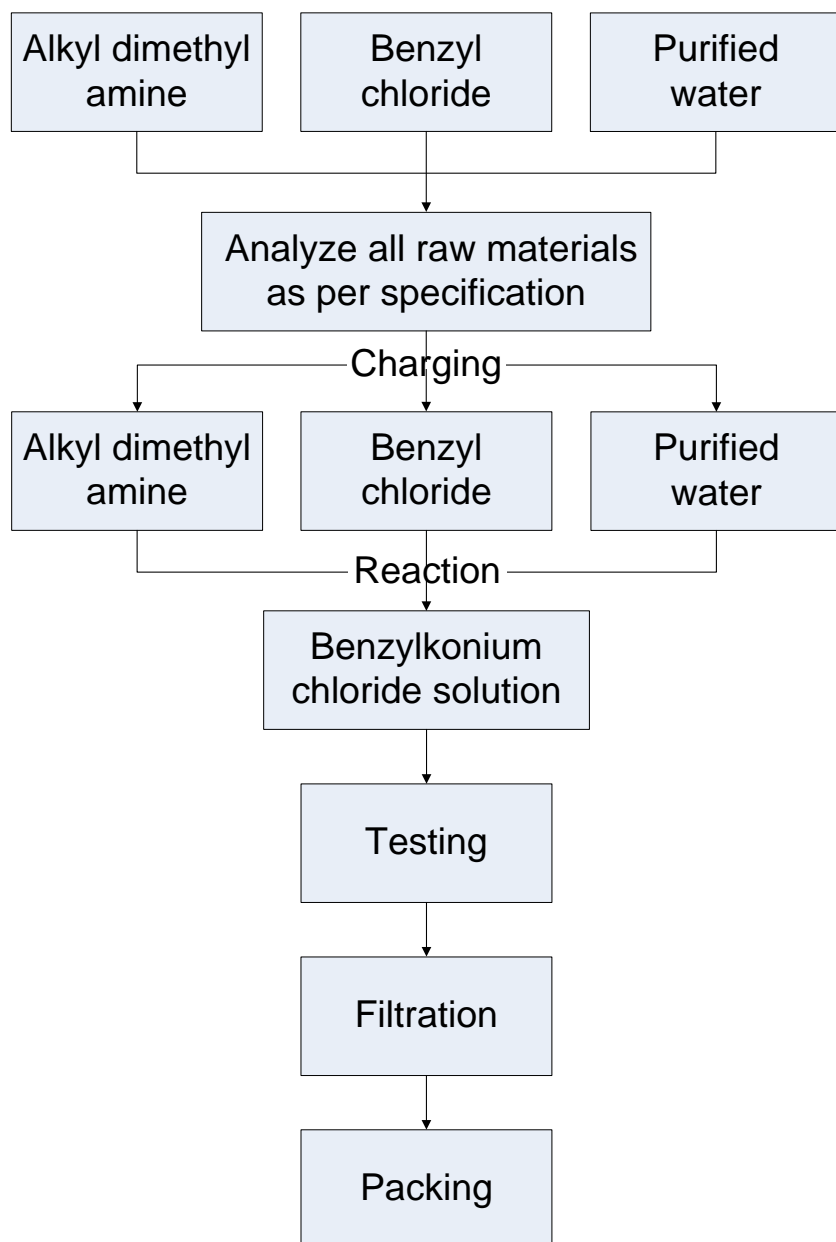 Alkyl dimethyl
amine
Benzyl
chloride
Purified
water
Analyze all raw materials
as per specification
Charging
Alkyl dimethyl
amine
Benzyl
chloride
Purified
water
Reaction
Benzylkonium
chloride solution
Testing
Filtration
Packing